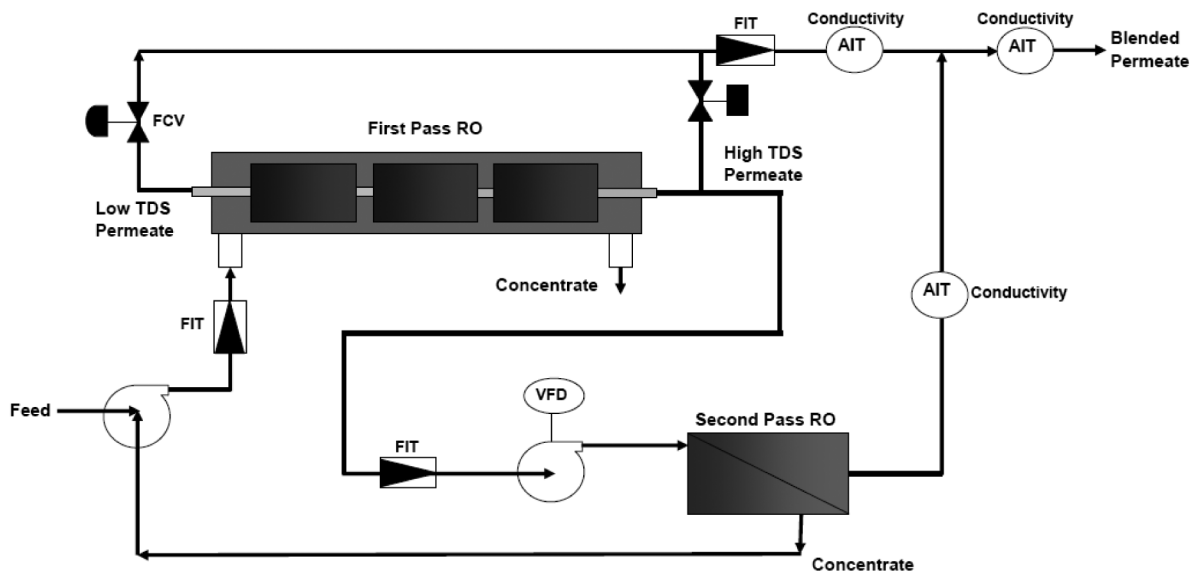 FIT
Conductivity
AIT
Conductivity
AIT
Blended
Permeate
FCV
First Pass RO
High TDS
Permeate
Low TDS
Permeate
Concentrate
FIT
AIT
Conductivity
Feed
VFD
Second Pass RO
FIT
Concentrate